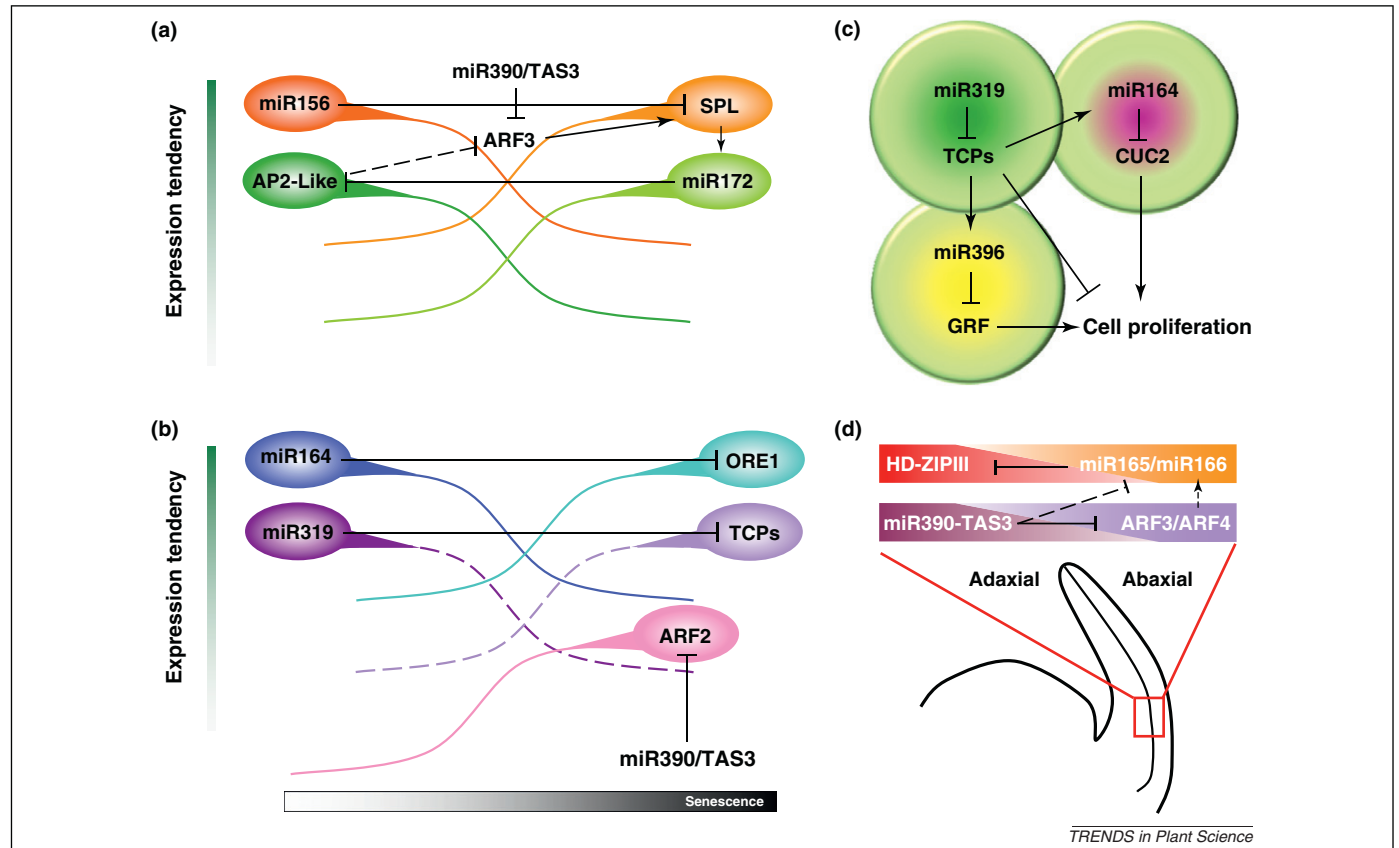 (a)
Expression tendency
miR390/TAS3
miR156
SPL
ARF3
AP2-Like
miR172
(b)
Expression tendency
miR164
ORE1
miR319
TCPs
ARF2
miR390/TAS3
Senescence
(c)
miR319
miR164
TCPs
CUC2
miR396
GRF
Cell proliferation
(d)
HD-ZIPIII
miR165/miR166
miR390-TAS3
ARF3/ARF4
Adaxial
Abaxial
TRENDS in Plant Science